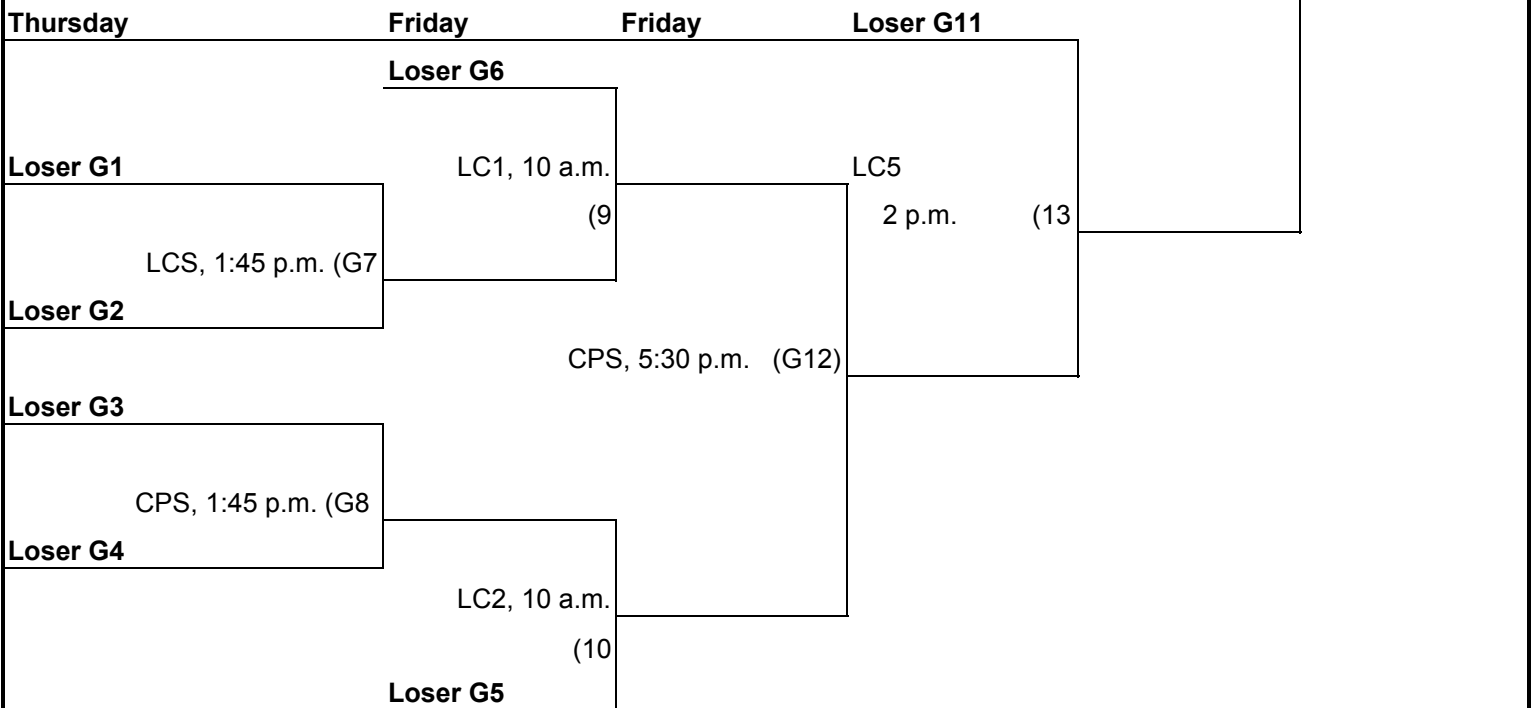 Thursday Friday Friday Loser G11
Loser G6
Loser G1 LC1, 10 a.m. LC5
(9 2 p.m. (13
LCS, 1:45 p.m. (G7
Loser G2
CPS, 5:30 p.m. (G12)
Loser G3
CPS, 1:45 p.m. (G8
Loser G4
LC2, 10 a.m.
(10
Loser G5